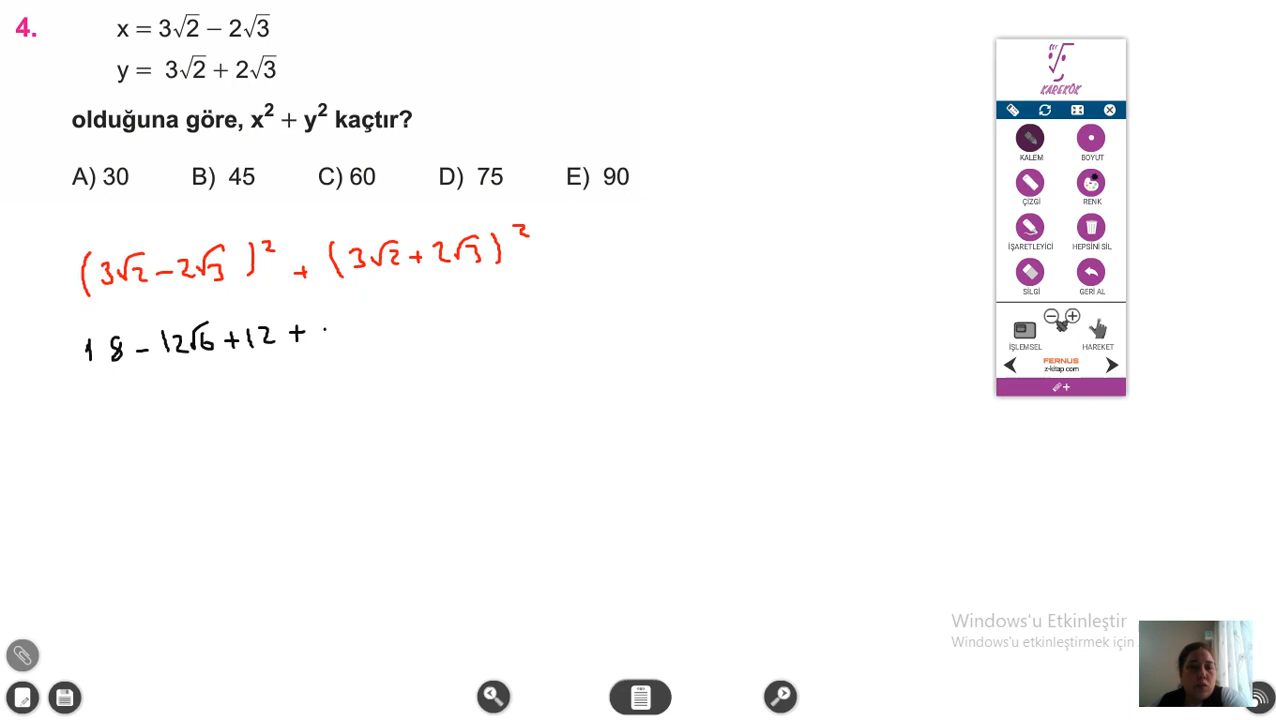 4.
x = 3√2 − 2√3
y = 3√2 + 2√3
olduğuna göre, x² + y² kaçtır?
A) 30 B) 45 C) 60 D) 75 E) 90
(3√2 − 2√3)² + (3√2 + 2√3)²
18 − 12√6 + 12 +
KAREKÖK
KALEM BOYUT
ÇİZGİ RENK
İŞARETLEYİCİ HEPSİNİ SİL
SİLGİ GERİ AL
İŞLEMSEL HAREKET
FERNUS
z-kitap.com
Windows'u Etkinleştir
Windows'u etkinleştirmek için